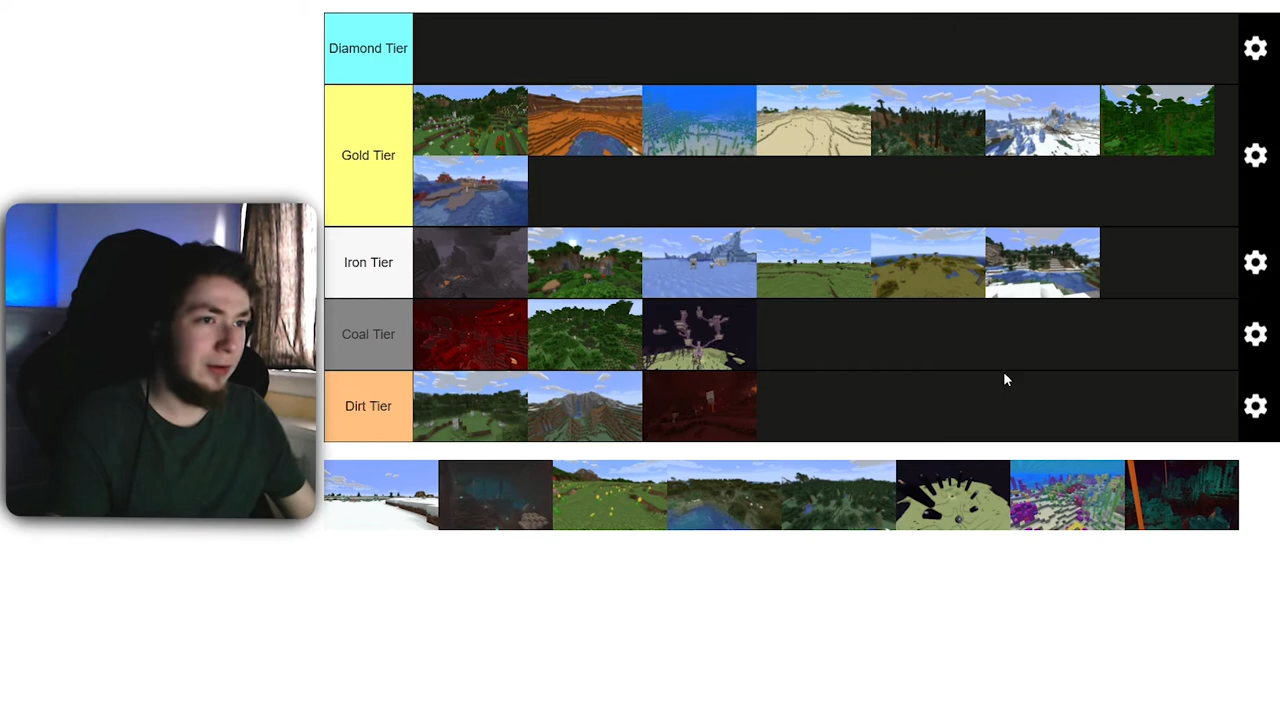 Diamond Tier
Gold Tier
Iron Tier
Coal Tier
Dirt Tier